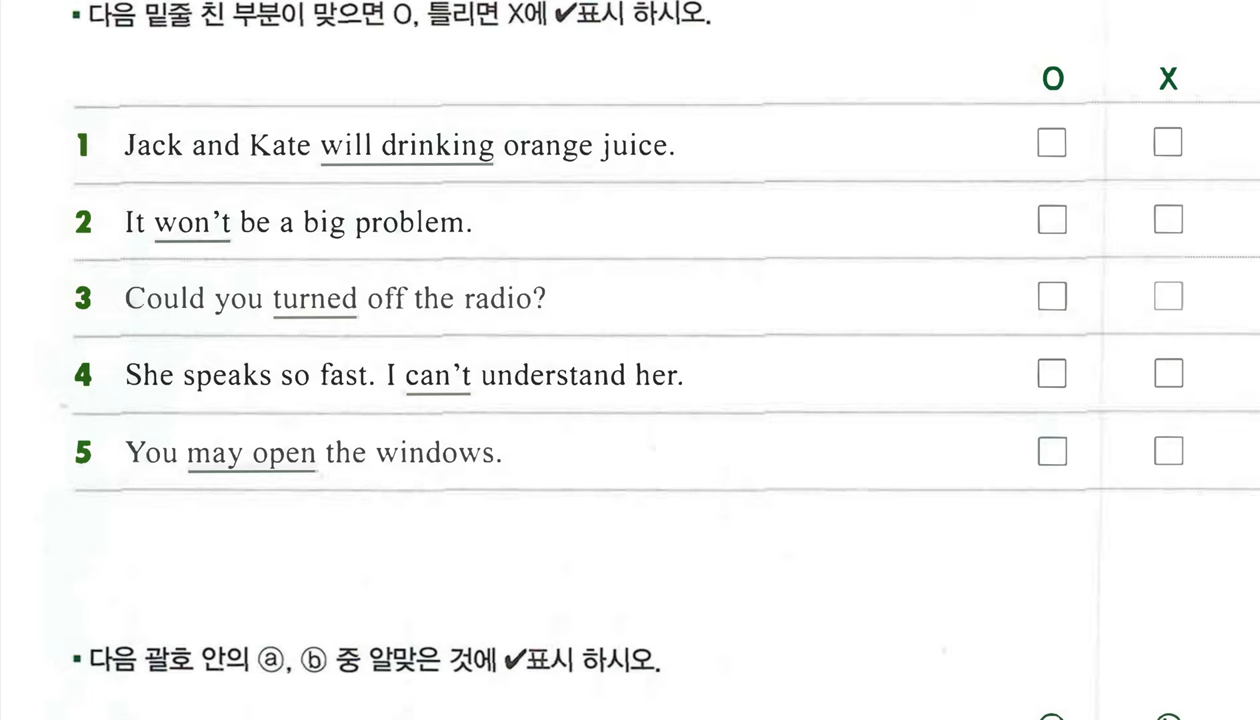 ▪ 다음 밑줄 친 부분이 맞으면 O, 틀리면 X에 ✔표시 하시오.
O X
1 Jack and Kate will drinking orange juice.
2 It won’t be a big problem.
3 Could you turned off the radio?
4 She speaks so fast. I can’t understand her.
5 You may open the windows.
▪ 다음 괄호 안의 ⓐ, ⓑ 중 알맞은 것에 ✔표시 하시오.